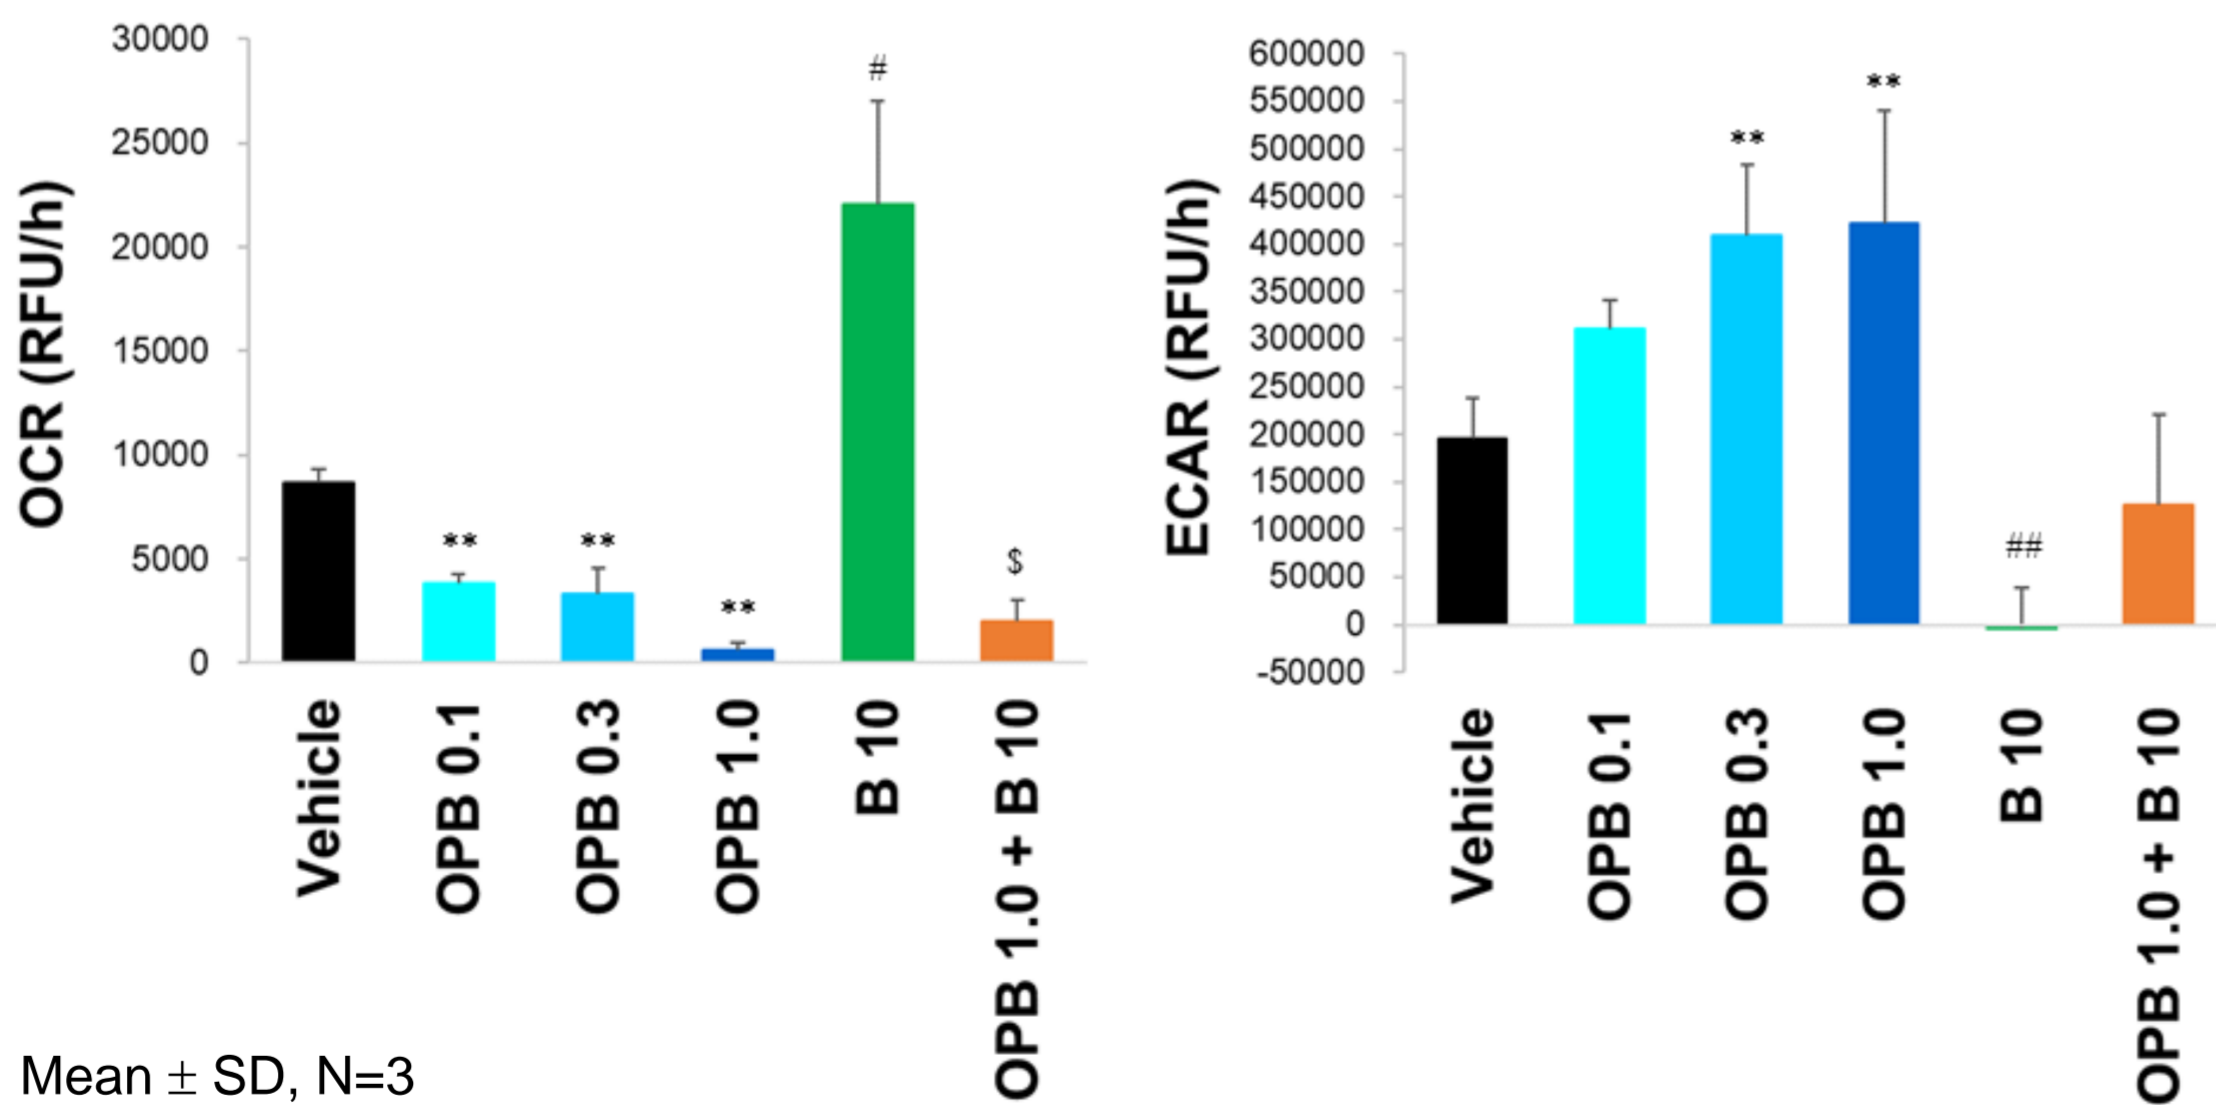 OCR (RFU/h)
30000
25000
20000
15000
10000
5000
0
**
**
**
#
$
Vehicle
OPB 0.1
OPB 0.3
OPB 1.0
B 10
OPB 1.0 + B 10
ECAR (RFU/h)
600000
550000
500000
450000
400000
350000
300000
250000
200000
150000
100000
50000
0
-50000
**
**
##
Vehicle
OPB 0.1
OPB 0.3
OPB 1.0
B 10
OPB 1.0 + B 10
Mean ± SD, N=3